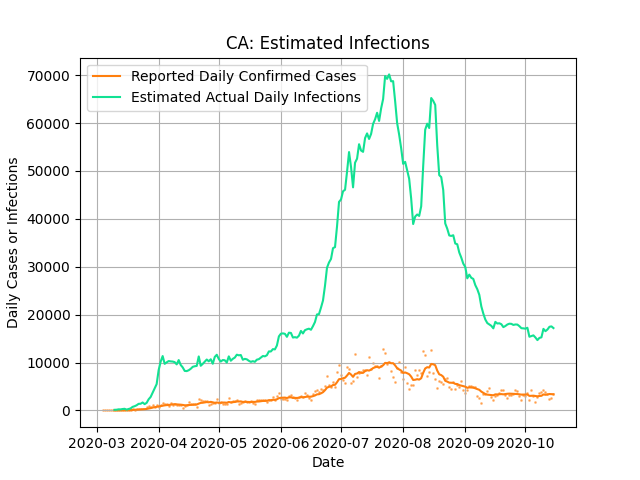 CA: Estimated Infections
Reported Daily Confirmed Cases
Estimated Actual Daily Infections
Daily Cases or Infections
70000
60000
50000
40000
30000
20000
10000
0
2020-03 2020-04 2020-05 2020-06 2020-07 2020-08 2020-09 2020-10
Date